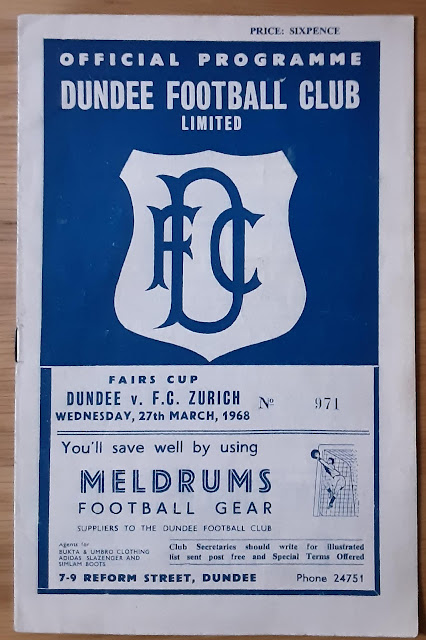 PRICE: SIXPENCE
OFFICIAL PROGRAMME
DUNDEE FOOTBALL CLUB
LIMITED
DFC
FAIRS CUP
DUNDEE v. F.C. ZURICH
WEDNESDAY, 27th MARCH, 1968
No 971
You'll save well by using
MELDRUMS
FOOTBALL GEAR
SUPPLIERS TO THE DUNDEE FOOTBALL CLUB
Agents for
BUKTA & UMBRO CLOTHING
ADIDAS SLAZENGER AND
SIMLAM BOOTS
Club Secretaries should write for illustrated
list sent post free and Special Terms Offered
7-9 REFORM STREET, DUNDEE Phone 24751